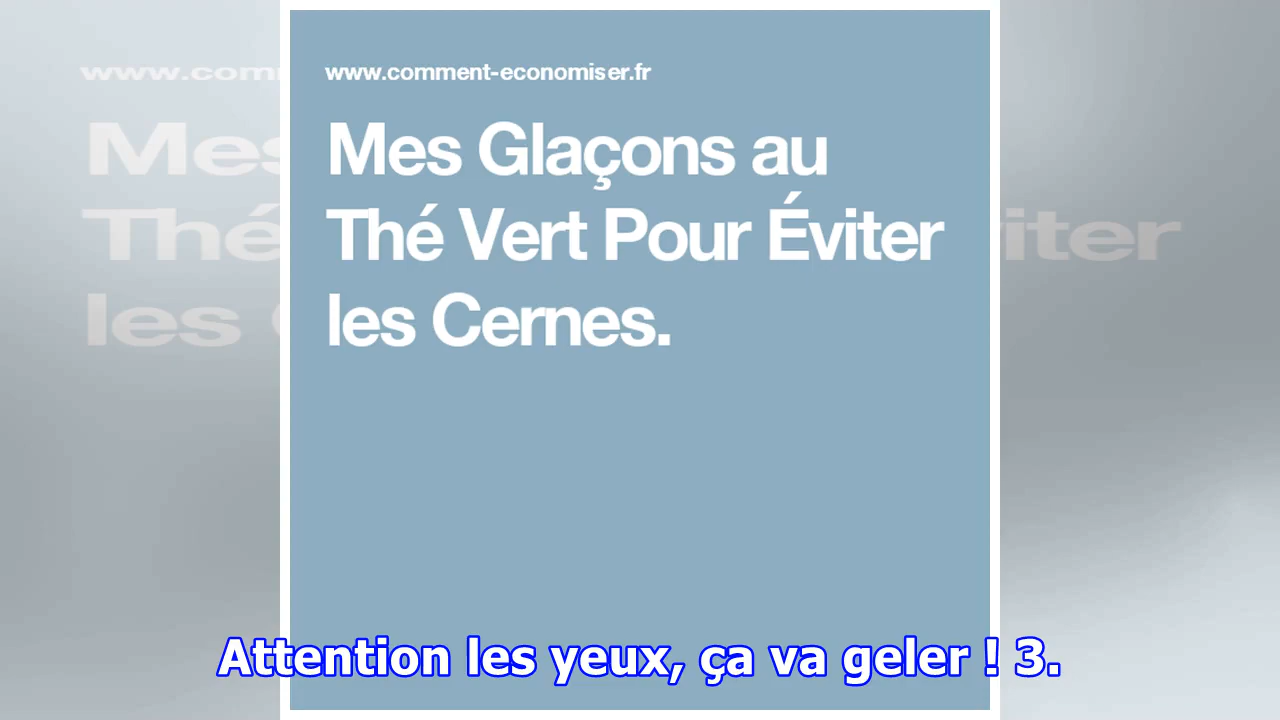 www.comment-economiser.fr
Mes Glaçons au
Thé Vert Pour Éviter
les Cernes.
Attention les yeux, ça va geler ! 3.